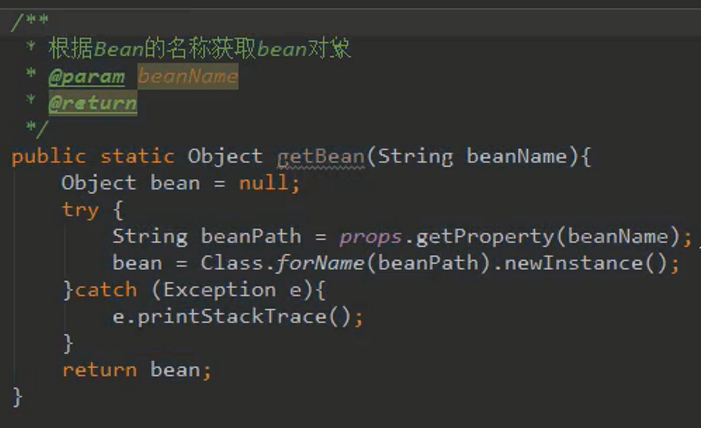 /**
 * 根据Bean的名称获取bean对象
 * @param beanName
 * @return
 */
public static Object getBean(String beanName){
    Object bean = null;
    try {
        String beanPath = props.getProperty(beanName);
        bean = Class.forName(beanPath).newInstance();
    }catch (Exception e){
        e.printStackTrace();
    }
    return bean;
}